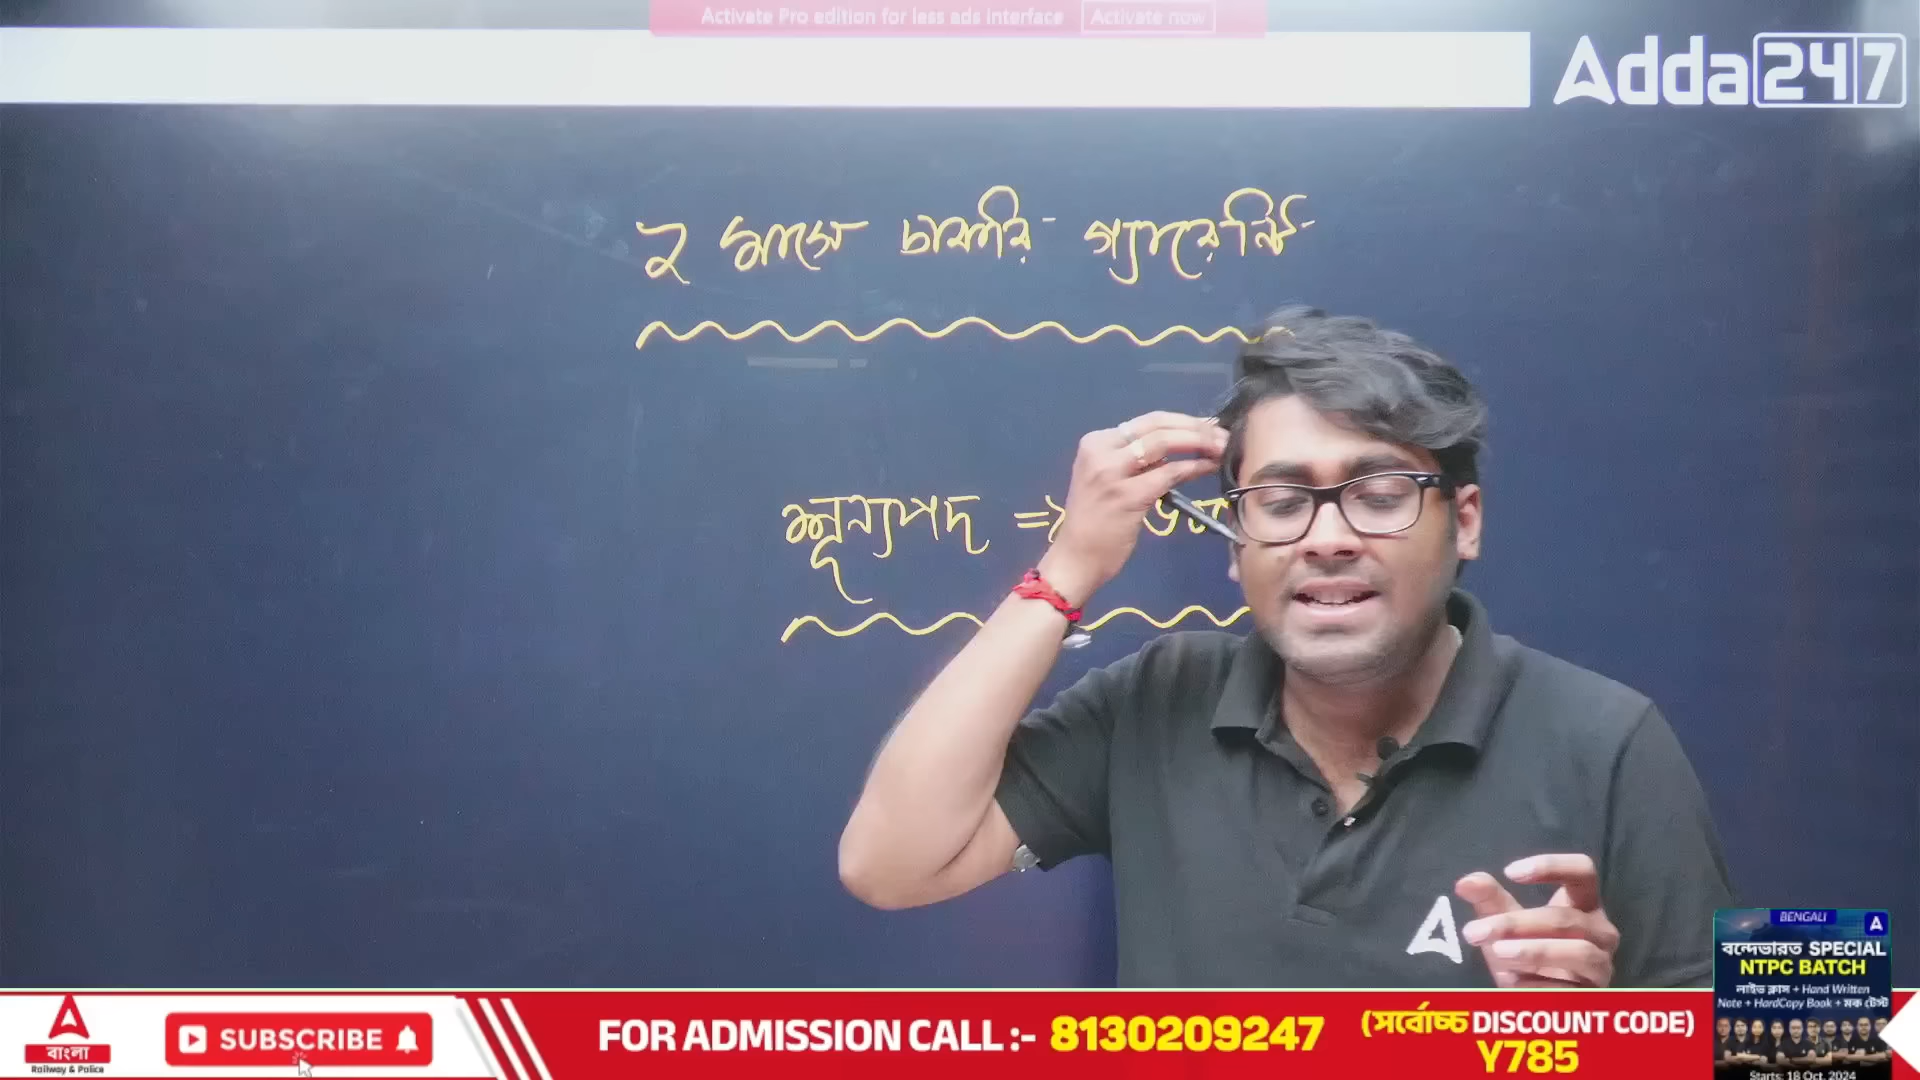 Activate Pro edition for less ads interface Activate now
Adda247
২ মাসে চাকরি গ্যারেন্টি
শূন্যপদ =>
BENGALI
বন্দেভারত SPECIAL
NTPC BATCH
লাইভ ক্লাস + Hand Written
Note + HardCopy Book + মক টেস্ট
Starts: 18 Oct, 2024
বাংলা
Railway & Police
SUBSCRIBE
FOR ADMISSION CALL :- 8130209247
(সর্বোচ্চ DISCOUNT CODE)
Y785